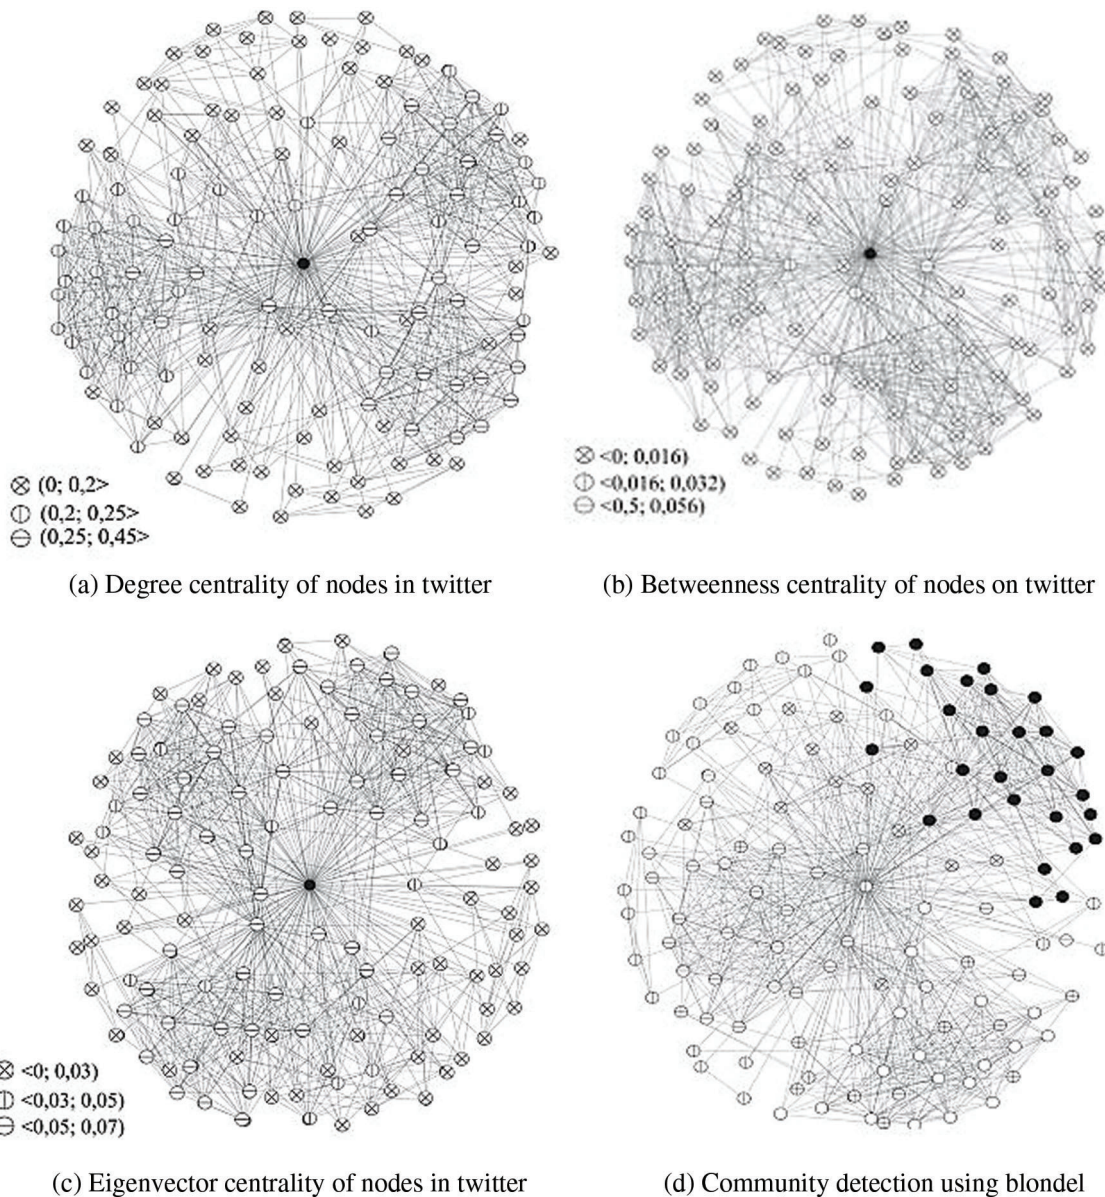 (0; 0,2>
(0,2; 0,25>
(0,25; 0,45>
(a) Degree centrality of nodes in twitter
<0; 0,016)
<0,016; 0,032)
<0,5; 0,056)
(b) Betweenness centrality of nodes on twitter
<0; 0,03)
<0,03; 0,05)
<0,05; 0,07)
(c) Eigenvector centrality of nodes in twitter
(d) Community detection using blondel